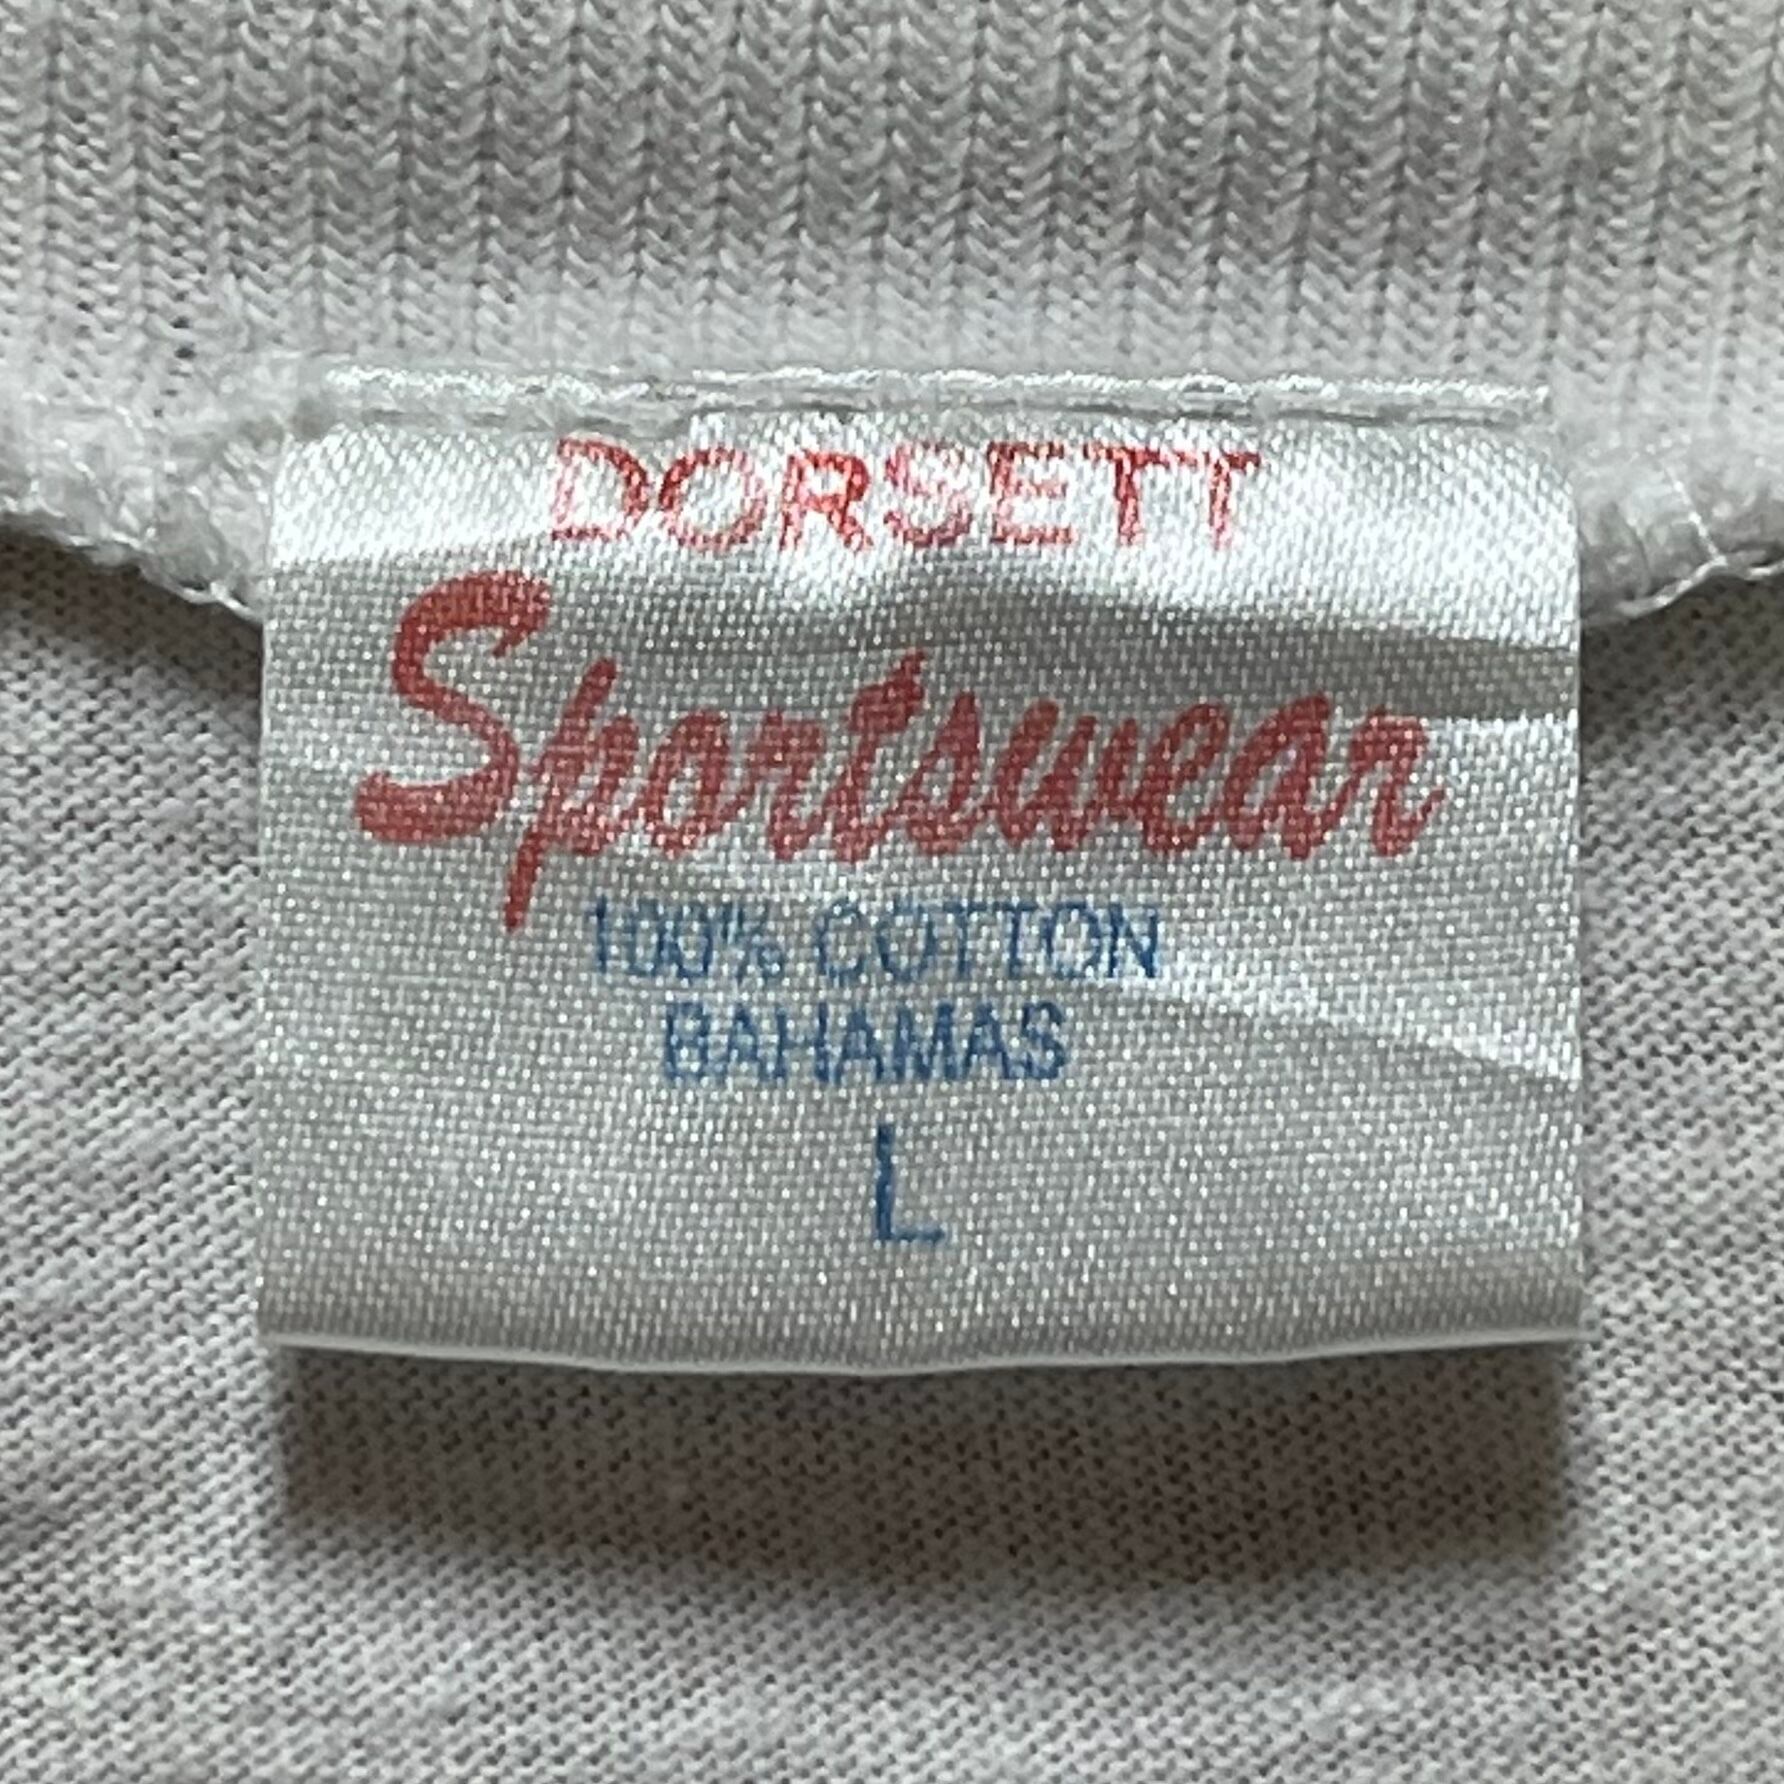 DORSETT
Sportswear
100% COTTON
BAHAMAS
L